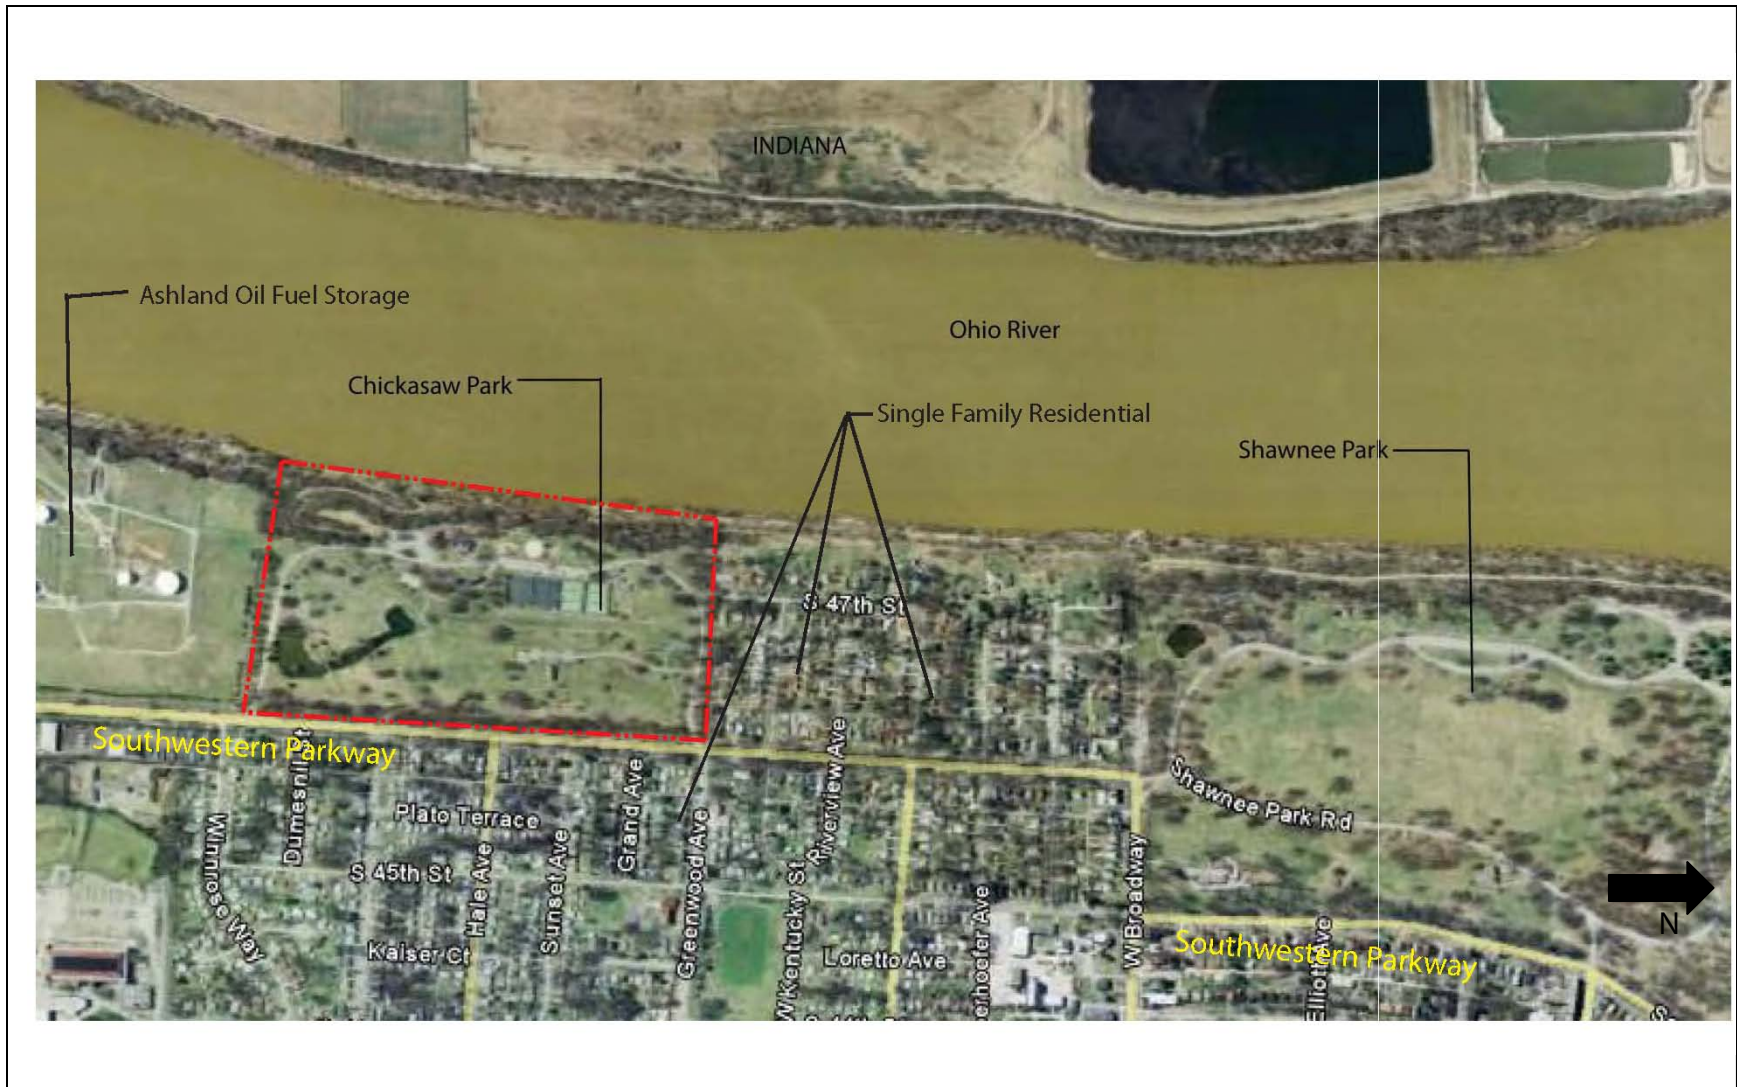 INDIANA
Ashland Oil Fuel Storage
Ohio River
Chickasaw Park
Single Family Residential
Shawnee Park
S 47th St
Southwestern Parkway
Dumesnil St
Riverview Ave
Shawnee Park Rd
Plato Terrace
Grand Ave
Greenwood Ave
Winnrose Way
S 45th St
Hale Ave
Sunset Ave
W Kentucky St
W Broadway
N
Kaiser Ct
Loretto Ave
Southwestern Parkway
Elliott Ave